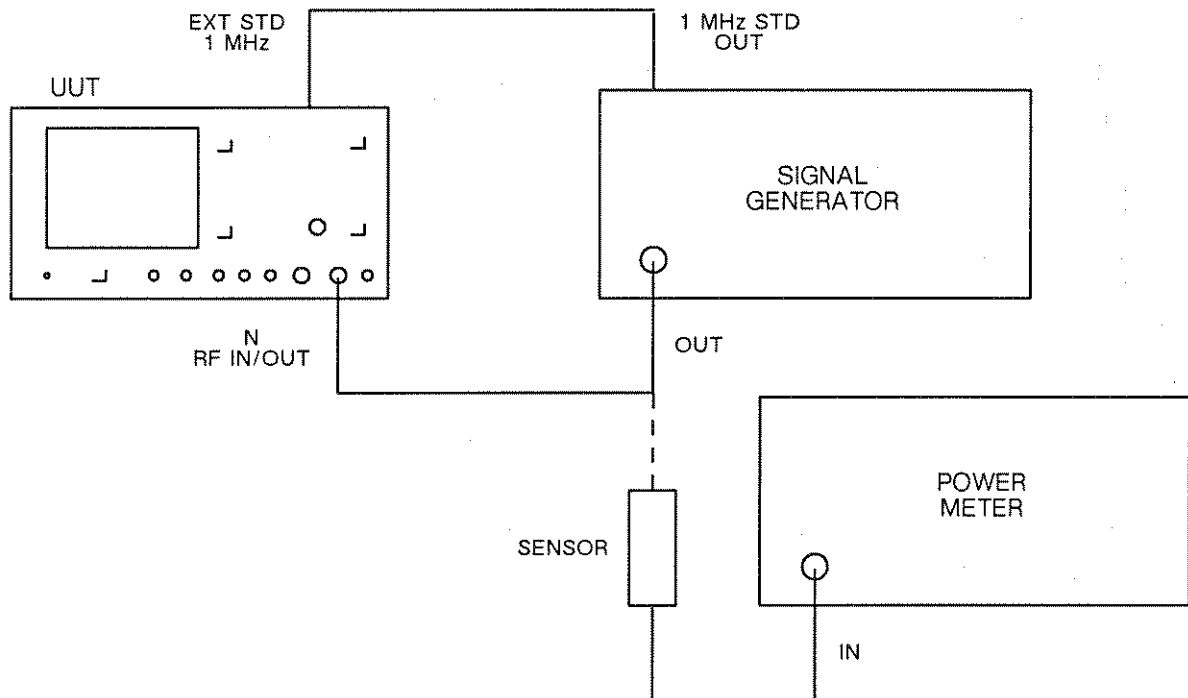 EXT STD
1 MHz
1 MHz STD
OUT
UUT
SIGNAL
GENERATOR
N
RF IN/OUT
OUT
POWER
METER
SENSOR
IN